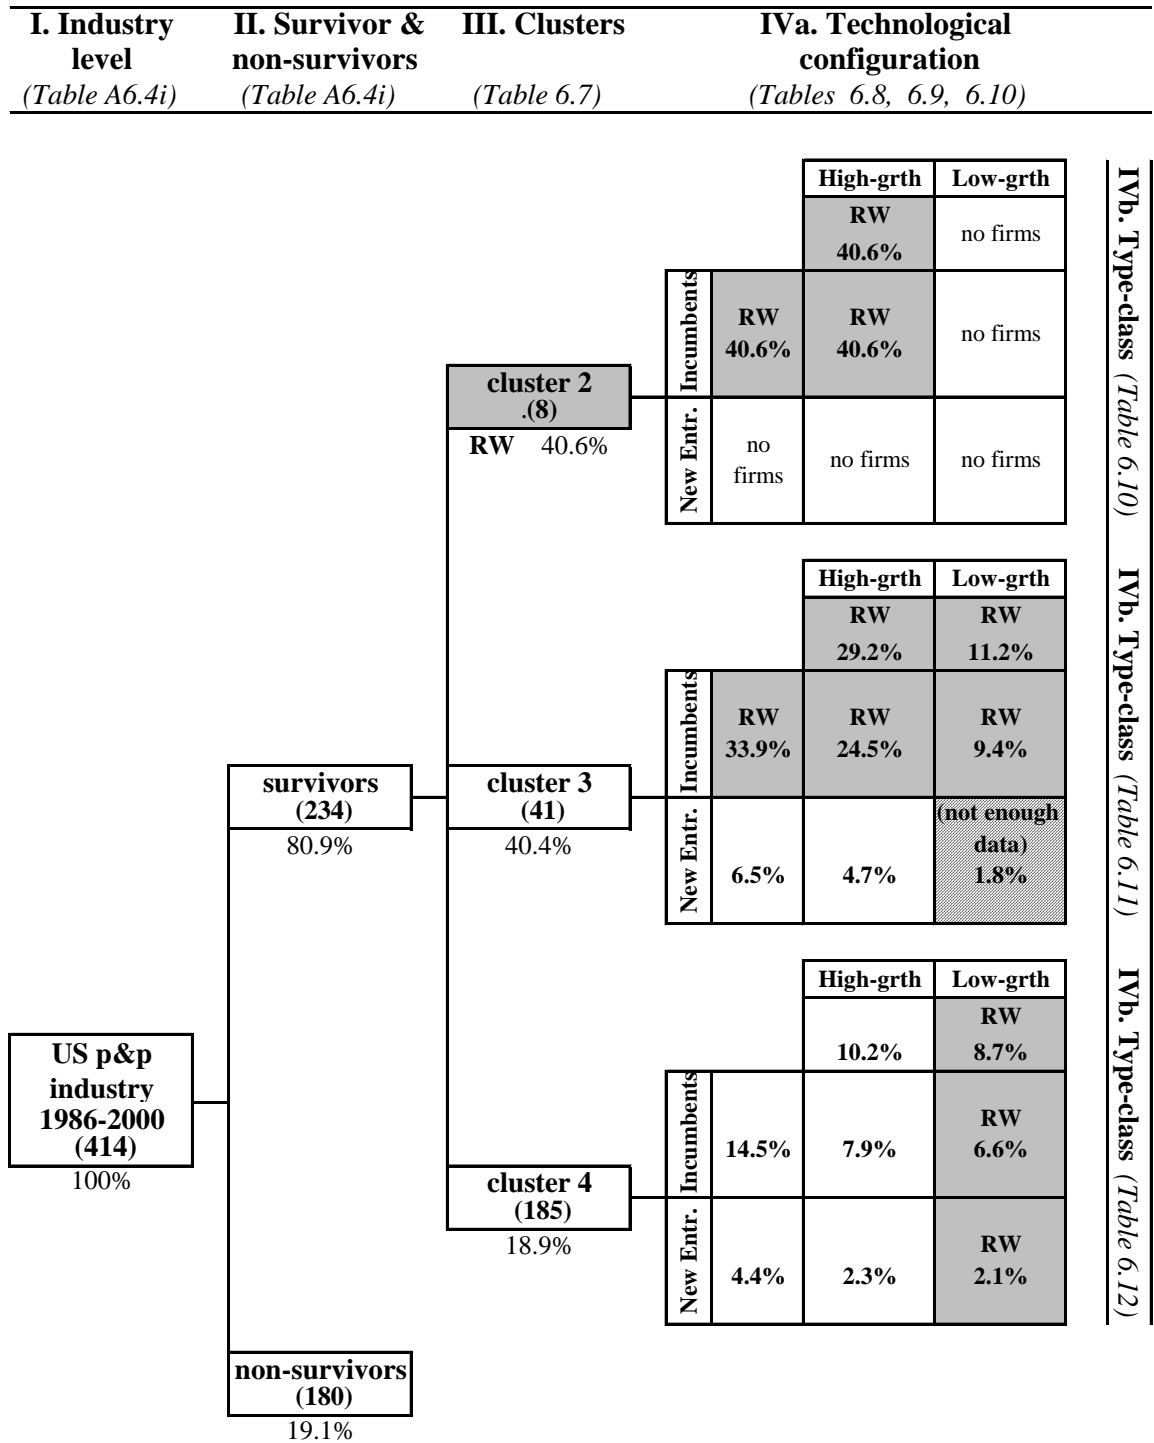 I. Industry level
(Table A6.4i)
II. Survivor & non-survivors
(Table A6.4i)
III. Clusters
(Table 6.7)
IVa. Technological configuration
(Tables 6.8, 6.9, 6.10)
High-grth
Low-grth
RW
40.6%
no firms
Incumbents
RW
40.6%
RW
40.6%
no firms
cluster 2
.(8)
RW 40.6%
New Entr.
no
firms
no firms
no firms
IVb. Type-class (Table 6.10)
High-grth
Low-grth
RW
29.2%
RW
11.2%
Incumbents
RW
33.9%
RW
24.5%
RW
9.4%
survivors
(234)
80.9%
cluster 3
(41)
40.4%
New Entr.
6.5%
4.7%
(not enough
data)
1.8%
IVb. Type-class (Table 6.11)
High-grth
Low-grth
10.2%
RW
8.7%
US p&p
industry
1986-2000
(414)
100%
Incumbents
14.5%
7.9%
RW
6.6%
cluster 4
(185)
18.9%
New Entr.
4.4%
2.3%
RW
2.1%
IVb. Type-class (Table 6.12)
non-survivors
(180)
19.1%